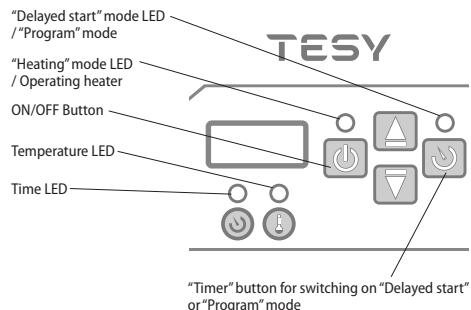 “Delayed start” mode LED
/ “Program” mode
TESY
“Heating” mode LED
/ Operating heater
ON/OFF Button
Temperature LED
Time LED
“Timer” button for switching on “Delayed start”
or “Program” mode